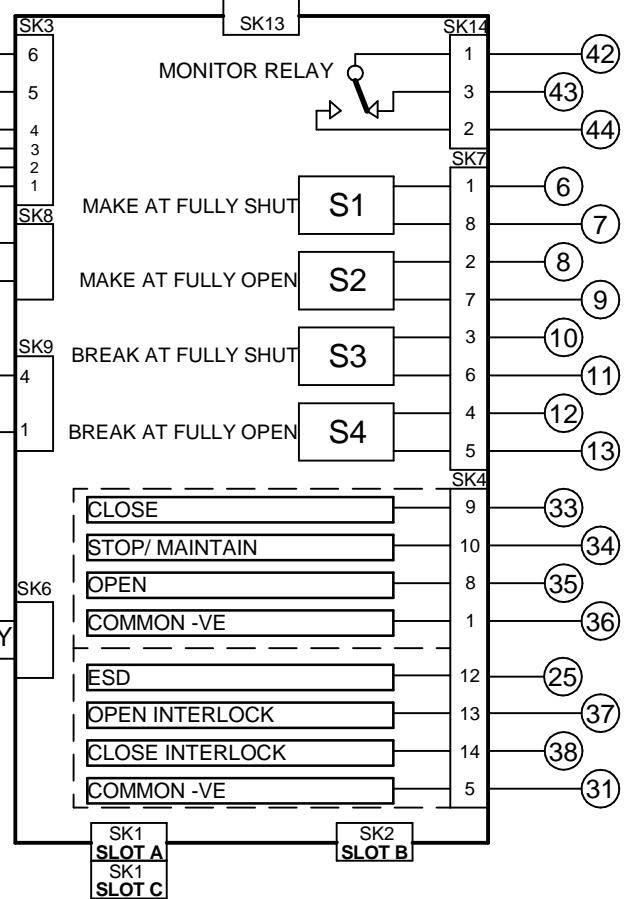 SK3
SK13
SK14
6
MONITOR RELAY
1
42
5
3
43
4
2
44
3
2
1
SK7
MAKE AT FULLY SHUT
S1
1
6
8
7
SK8
MAKE AT FULLY OPEN
S2
2
8
7
9
SK9
BREAK AT FULLY SHUT
S3
3
10
4
6
11
1
BREAK AT FULLY OPEN
S4
4
12
5
13
SK4
CLOSE
9
33
STOP/ MAINTAIN
10
34
SK6
OPEN
8
35
Y
COMMON -VE
1
36
ESD
12
25
OPEN INTERLOCK
13
37
CLOSE INTERLOCK
14
38
COMMON -VE
5
31
SK1
SLOT A
SK2
SLOT B
SK1
SLOT C